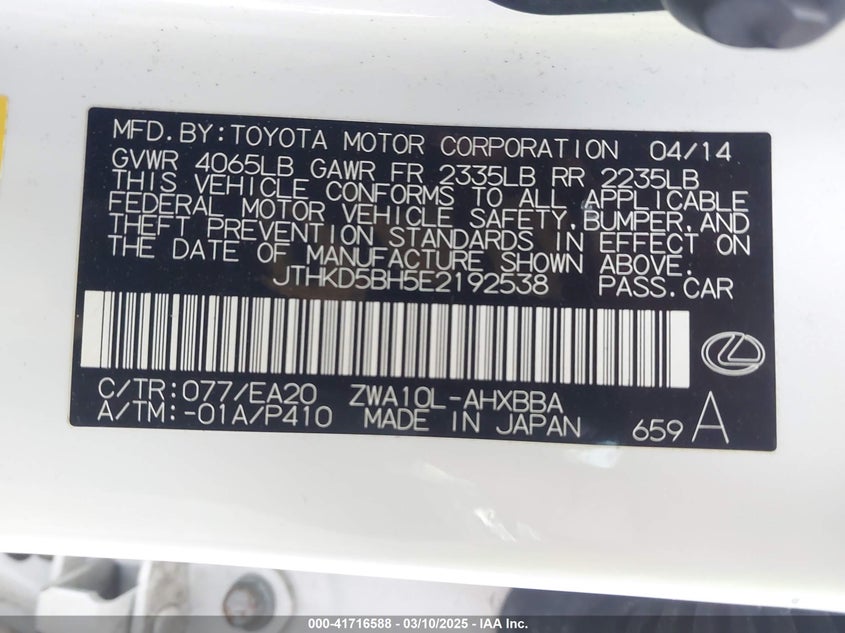 MFD.BY:TOYOTA MOTOR CORPORATION 04/14
GVWR 4065LB GAWR FR 2335LB RR 2235LB
THIS VEHICLE CONFORMS TO ALL APPLICABLE
FEDERAL MOTOR VEHICLE SAFETY,BUMPER,AND
THEFT PREVENTION STANDARDS IN EFFECT ON
THE DATE OF MANUFACTURE SHOWN ABOVE.
JTHKD5BH5E2192538 PASS.CAR
C/TR:077/EA20 ZWA10L-AHXBBA
A/TM:-01A/P410 MADE IN JAPAN 659 A
000-41716588 — 03/10/2025 — IAA Inc.